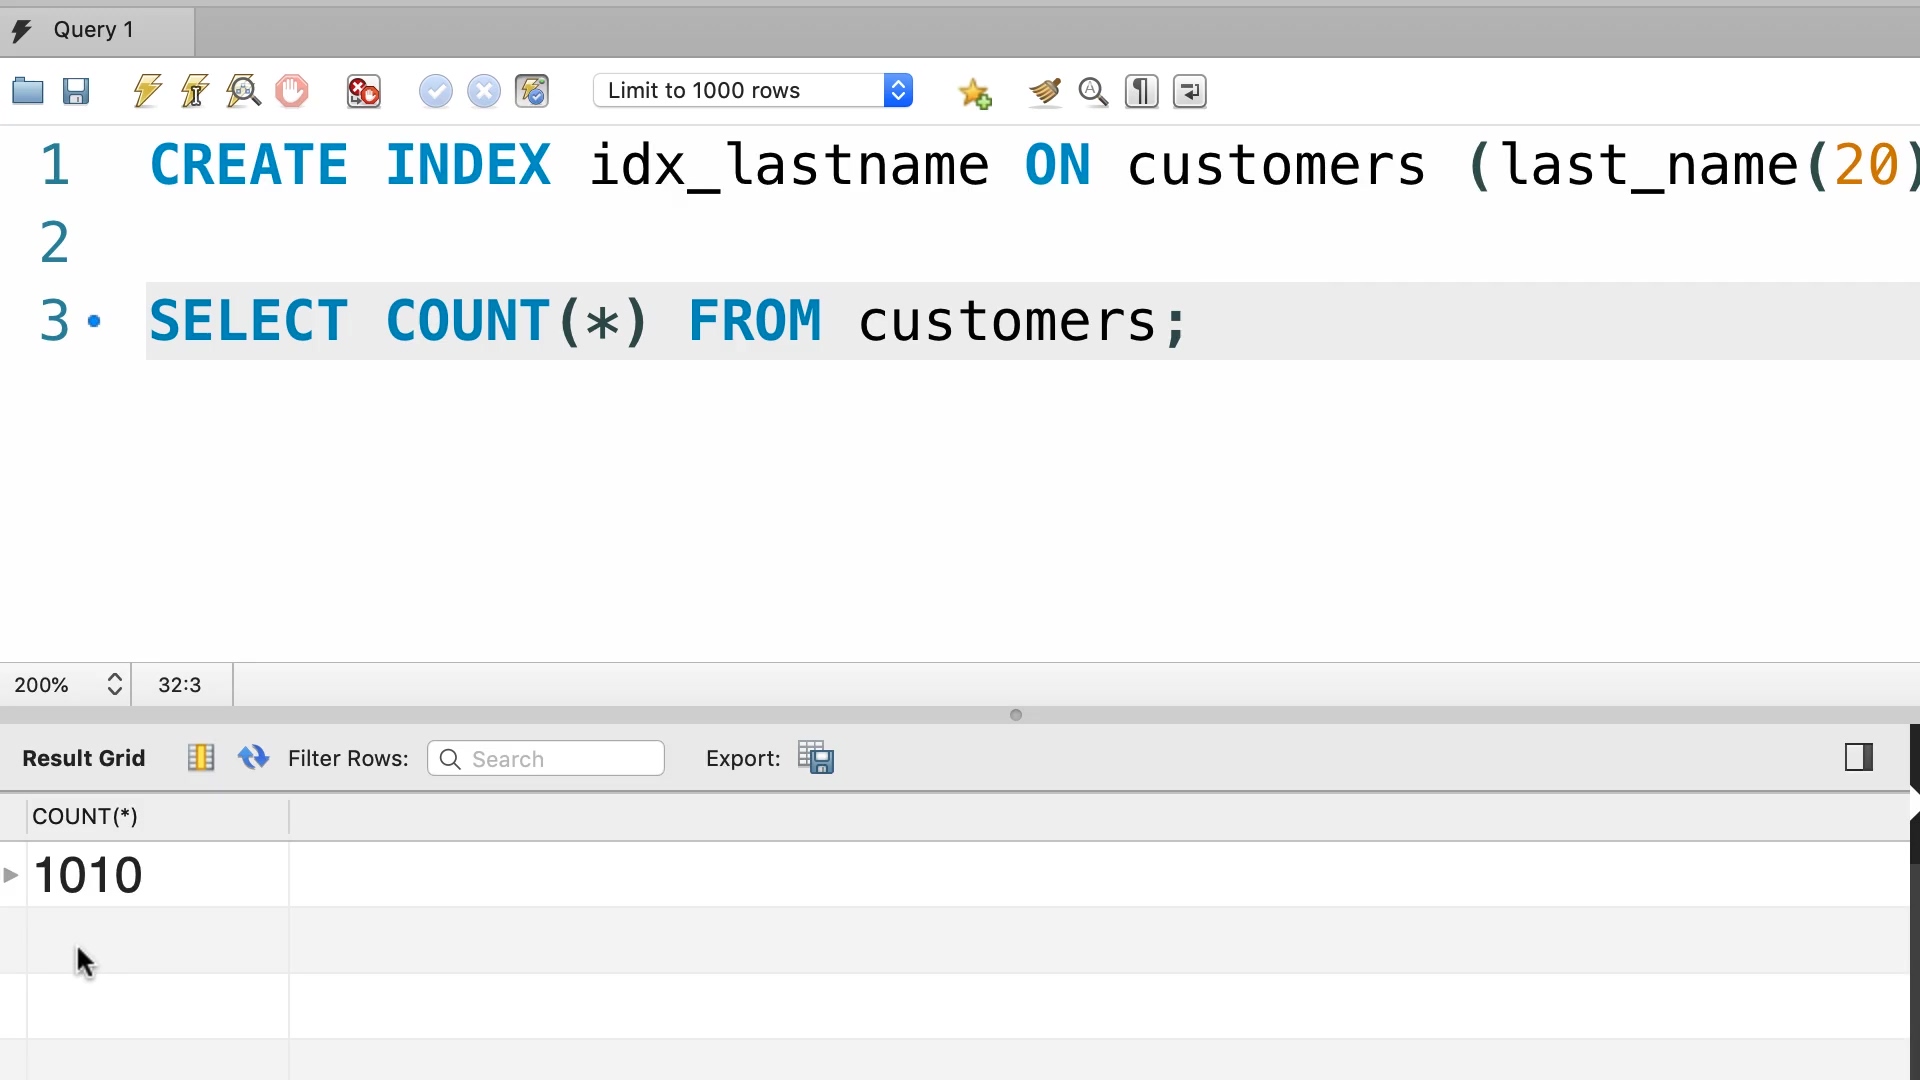 Query 1
Limit to 1000 rows
1 CREATE INDEX idx_lastname ON customers (last_name(20)
2
3 SELECT COUNT(*) FROM customers;
200% 32:3
Result Grid Filter Rows: Search Export:
COUNT(*)
1010